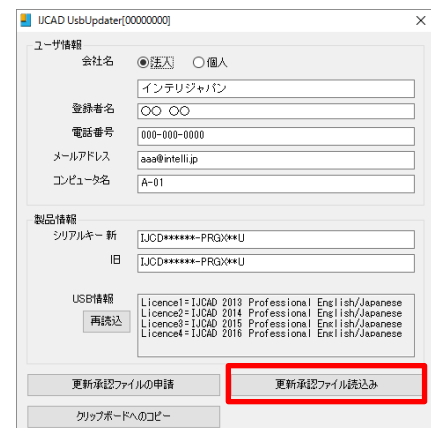 IJCAD UsbUpdater[00000000]
ユーザ情報
会社名 法人 個人
インテリジャパン
登録者名 〇〇 〇〇
電話番号 000-000-0000
メールアドレス aaa@intelli.jp
コンピュータ名 A-01
製品情報
シリアルキー 新 IJCD******-PRGX**U
旧 IJCD******-PRGX**U
USB情報
再読込
Licence1=IJCAD 2013 Professional English/Japanese
Licence2=IJCAD 2014 Professional English/Japanese
Licence3=IJCAD 2015 Professional English/Japanese
Licence4=IJCAD 2016 Professional English/Japanese
更新承認ファイルの申請 更新承認ファイル読込み
クリップボードへのコピー